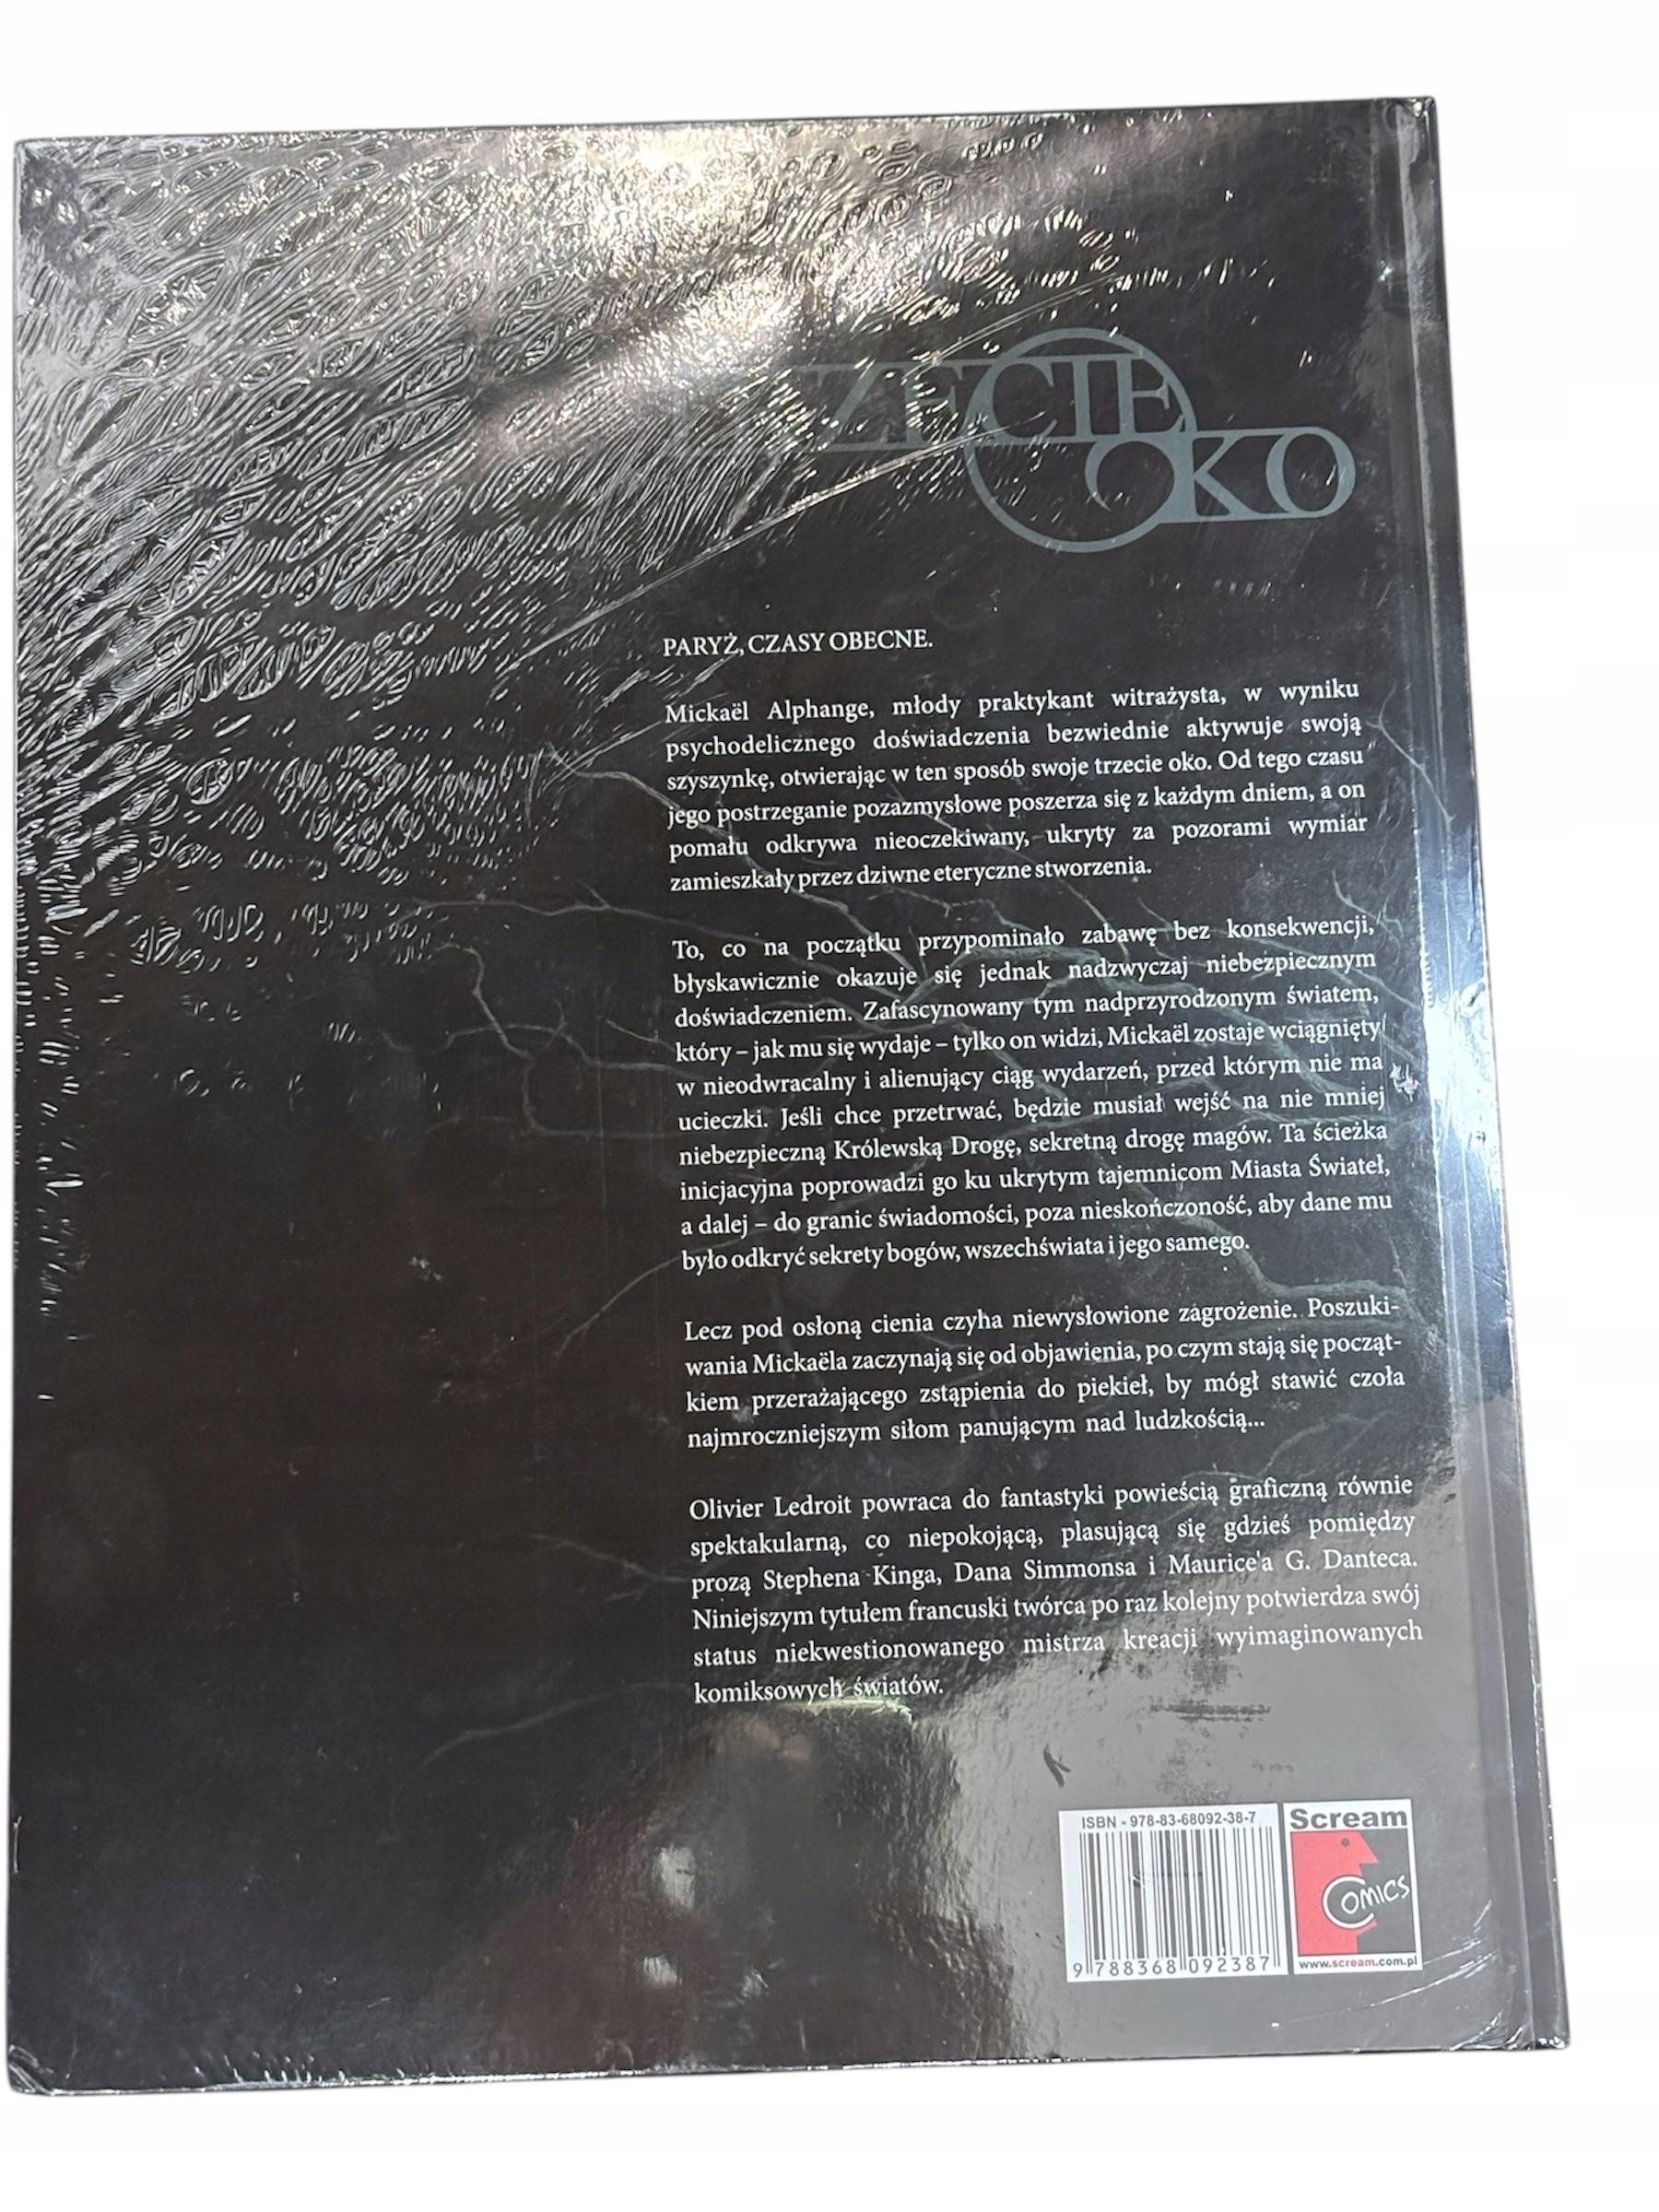 ZECIE
OKO
PARYŻ, CZASY OBECNE.
Mickaël Alphange, młody praktykant witrażysta, w wyniku
psychodelicznego doświadczenia bezwiednie aktywuje swoją
szyszynkę, otwierając w ten sposób swoje trzecie oko. Od tego czasu
jego postrzeganie pozazmysłowe poszerza się z każdym dniem, a on
pomału odkrywa nieoczekiwany, ukryty za pozorami wymiar
zamieszkały przez dziwne eteryczne stworzenia.
To, co na początku przypominało zabawę bez konsekwencji,
błyskawicznie okazuje się jednak nadzwyczaj niebezpiecznym
doświadczeniem. Zafascynowany tym nadprzyrodzonym światem,
który – jak mu się wydaje – tylko on widzi, Mickaël zostaje wciągnięty
w nieodwracalny i alienujący ciąg wydarzeń, przed którym nie ma
ucieczki. Jeśli chce przetrwać, będzie musiał wejść na nie mniej
niebezpieczną Królewską Drogę, sekretną drogę magów. Ta ścieżka
inicjacyjna poprowadzi go ku ukrytym tajemnicom Miasta Świateł,
a dalej – do granic świadomości, poza nieskończoność, aby dane mu
było odkryć sekrety bogów, wszechświata i jego samego.
Lecz pod osłoną cienia czyha niewysłowione zagrożenie. Poszuki-
wania Mickaëla zaczynają się od objawienia, po czym stają się począt-
kiem przerażającego zstąpienia do piekieł, by mógł stawić czoła
najmroczniejszym siłom panującym nad ludzkością...
Olivier Ledroit powraca do fantastyki powieścią graficzną równie
spektakularną, co niepokojącą, plasującą się gdzieś pomiędzy
prozą Stephena Kinga, Dana Simmonsa i Maurice'a G. Danteca.
Niniejszym tytułem francuski twórca po raz kolejny potwierdza swój
status niekwestionowanego mistrza kreacji wyimaginowanych
komiksowych światów.
ISBN - 978-83-68092-38-7
9 788368 092387
Scream
COMICS
www.scream.com.pl